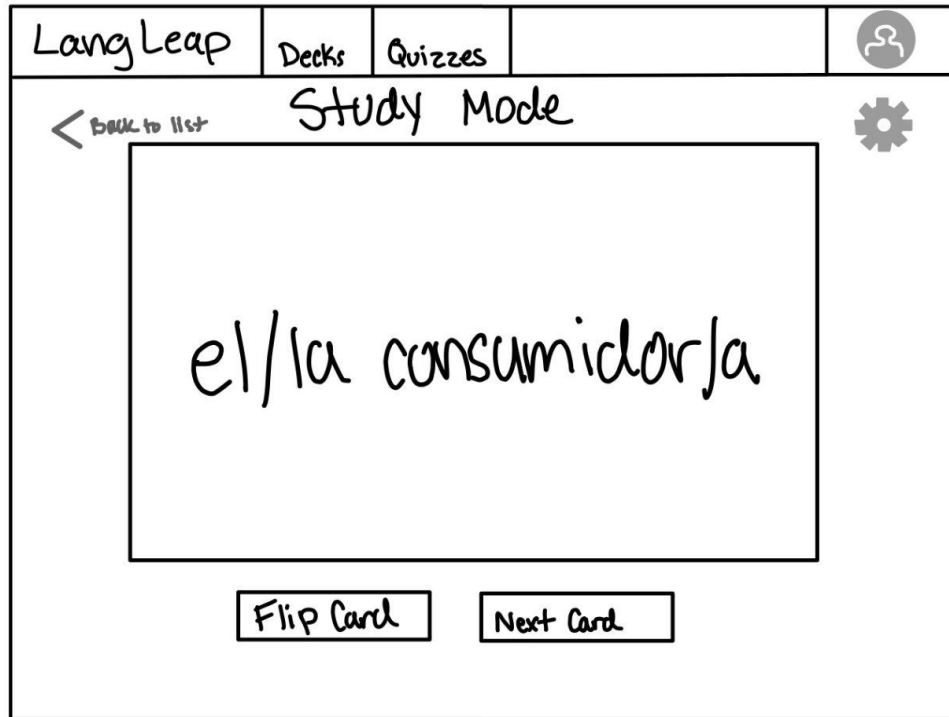 LangLeap Decks Quizzes
Study Mode
Back to list
el/la consumidor/a
Flip Card Next Card